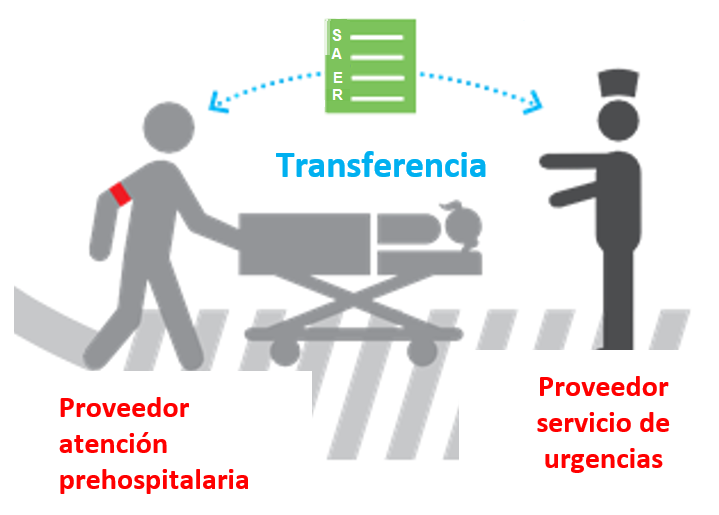 S
A
E
R
Transferencia
Proveedor
atención
prehospitalaria
Proveedor
servicio de
urgencias